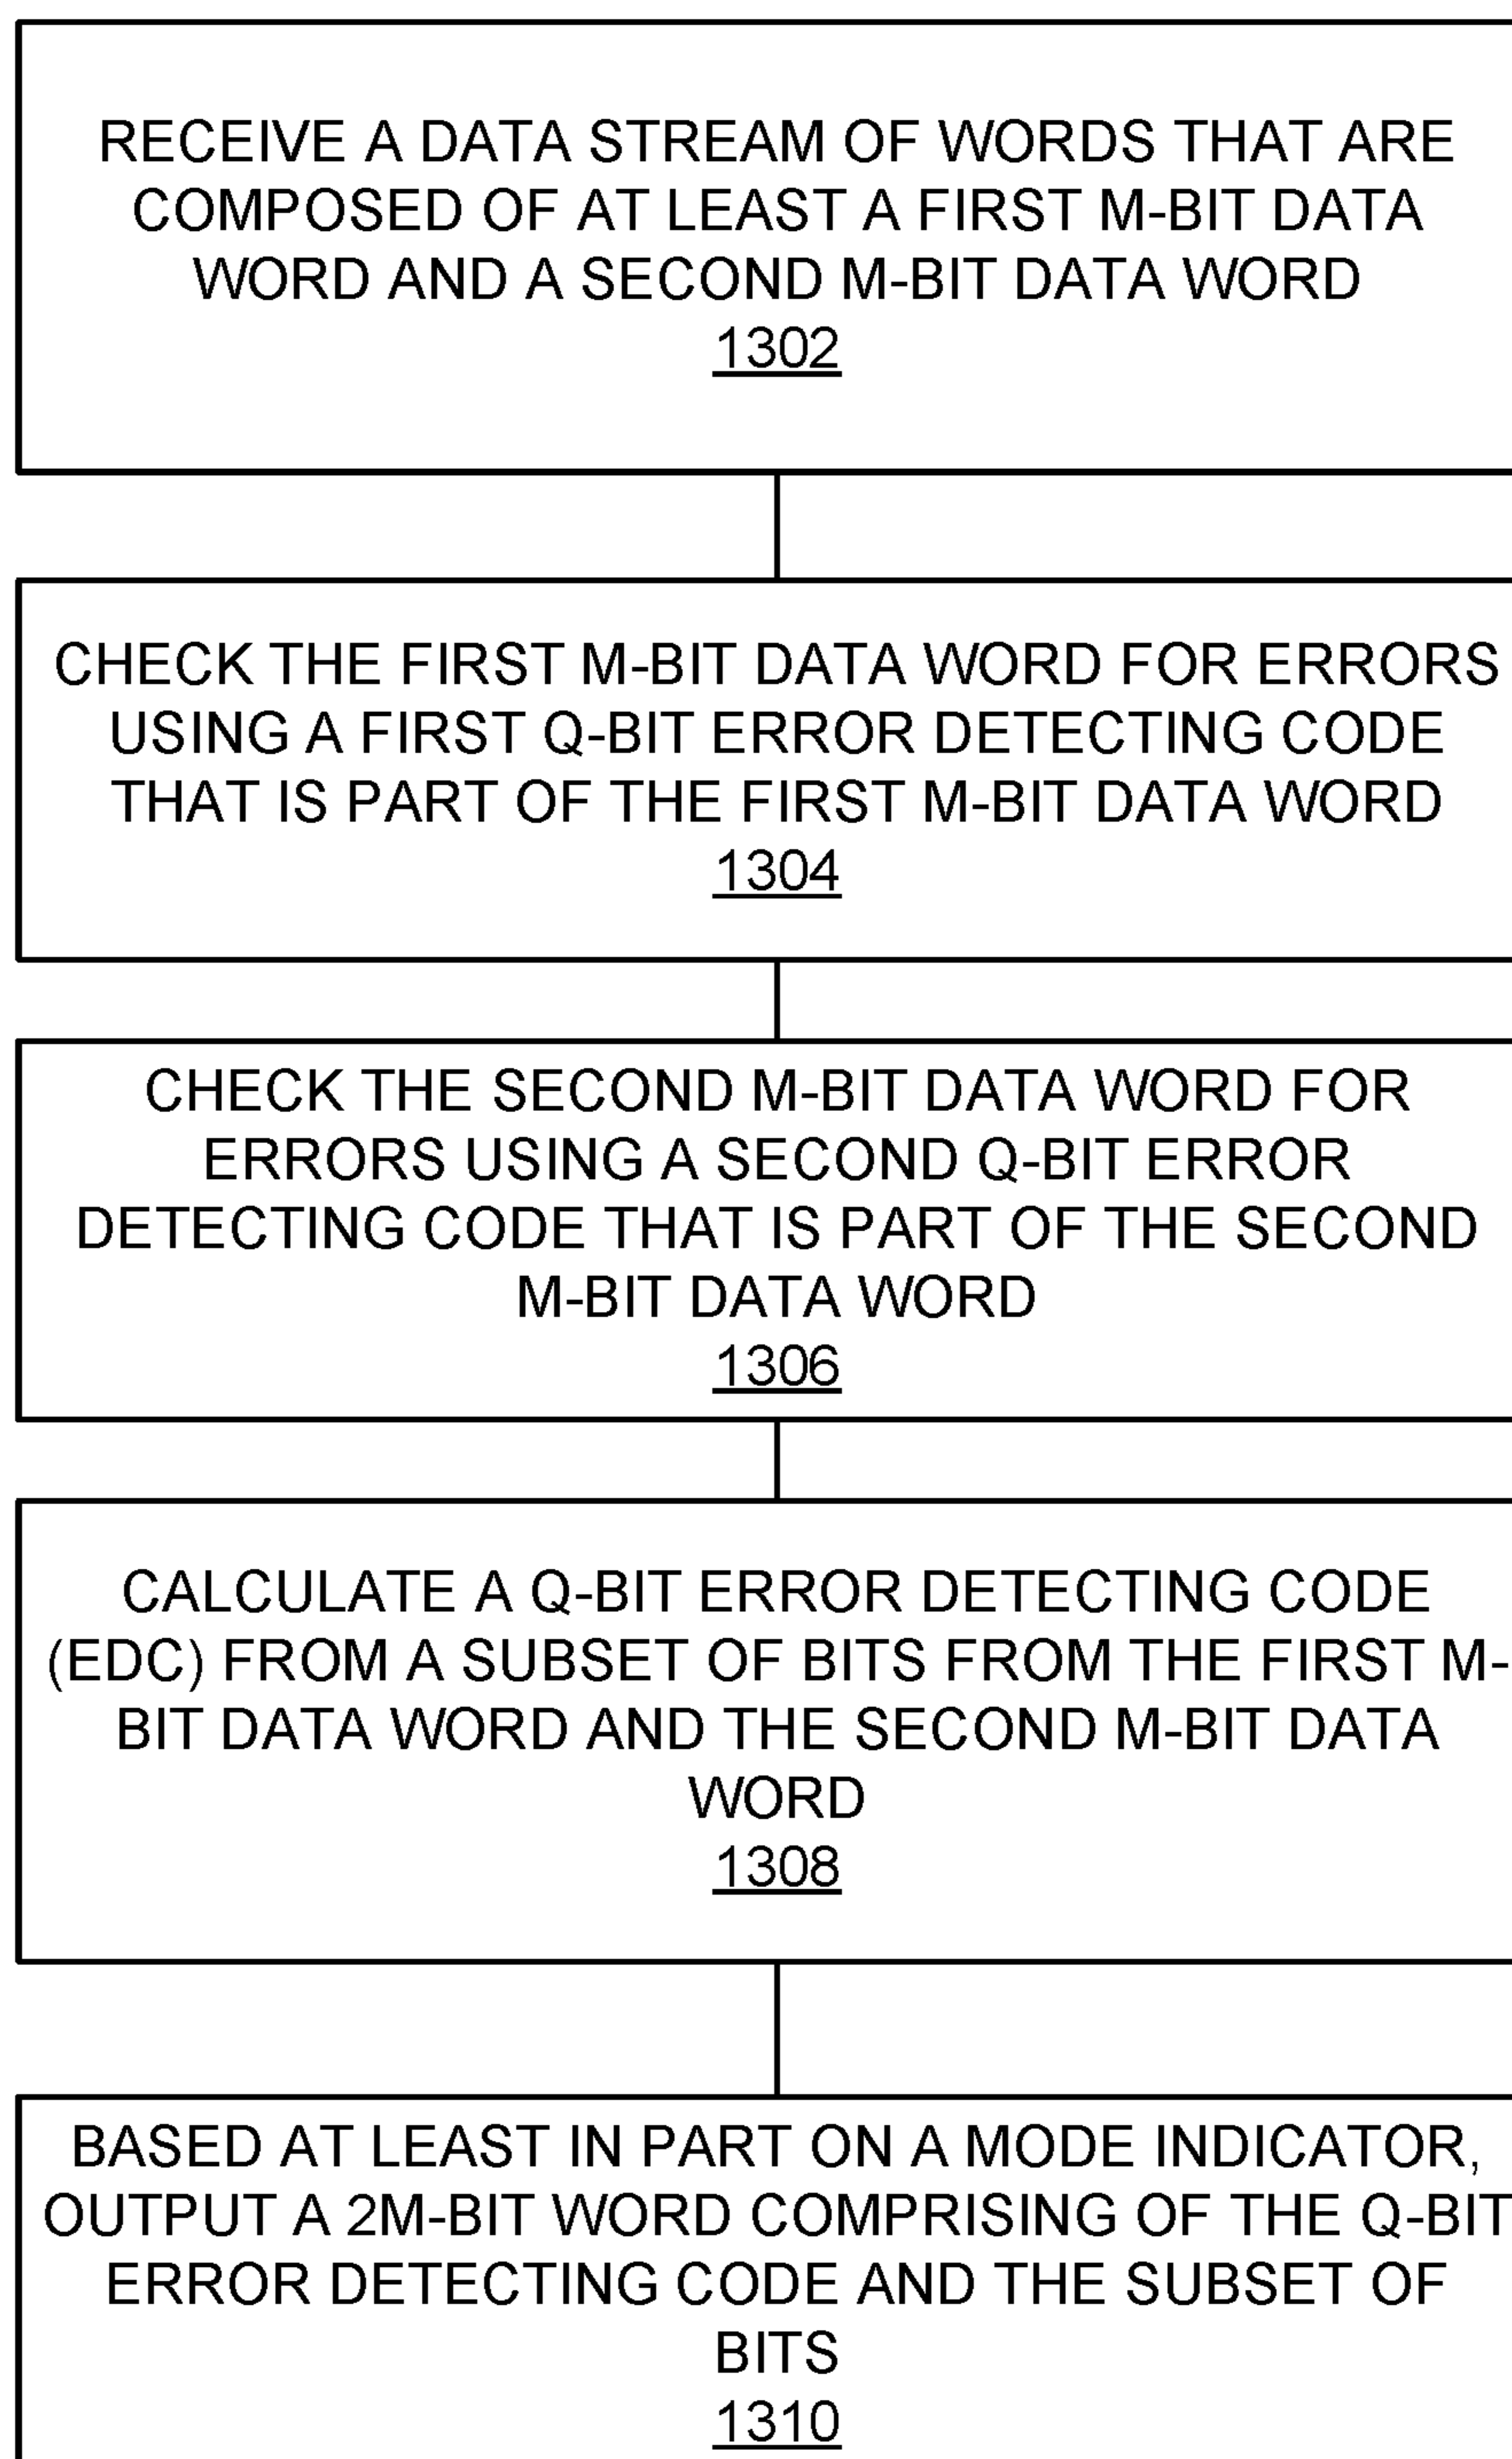 RECEIVE A DATA STREAM OF WORDS THAT ARE
COMPOSED OF AT LEAST A FIRST M-BIT DATA
WORD AND A SECOND M-BIT DATA WORD
1302
CHECK THE FIRST M-BIT DATA WORD FOR ERRORS
USING A FIRST Q-BIT ERROR DETECTING CODE
THAT IS PART OF THE FIRST M-BIT DATA WORD
1304
CHECK THE SECOND M-BIT DATA WORD FOR
ERRORS USING A SECOND Q-BIT ERROR
DETECTING CODE THAT IS PART OF THE SECOND
M-BIT DATA WORD
1306
CALCULATE A Q-BIT ERROR DETECTING CODE
(EDC) FROM A SUBSET OF BITS FROM THE FIRST M-
BIT DATA WORD AND THE SECOND M-BIT DATA
WORD
1308
BASED AT LEAST IN PART ON A MODE INDICATOR,
OUTPUT A 2M-BIT WORD COMPRISING OF THE Q-BIT
ERROR DETECTING CODE AND THE SUBSET OF
BITS
1310